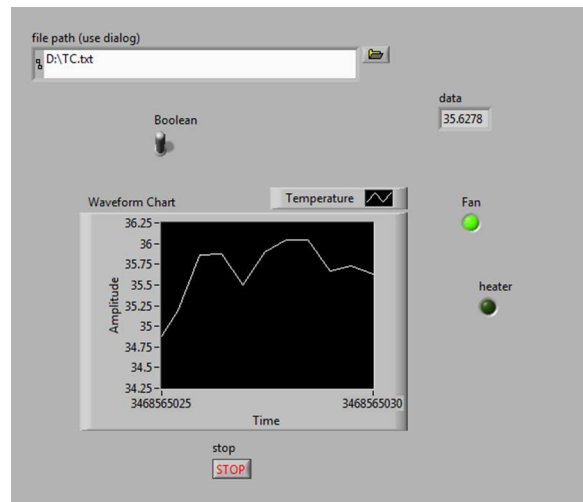 file path (use dialog)
D:\TC.txt
data
35.6278
Boolean
Waveform Chart
Temperature
Fan
36.25
36
35.75
35.5
35.25
35
34.75
34.5
34.25
Amplitude
heater
3468565025
3468565030
Time
stop
STOP